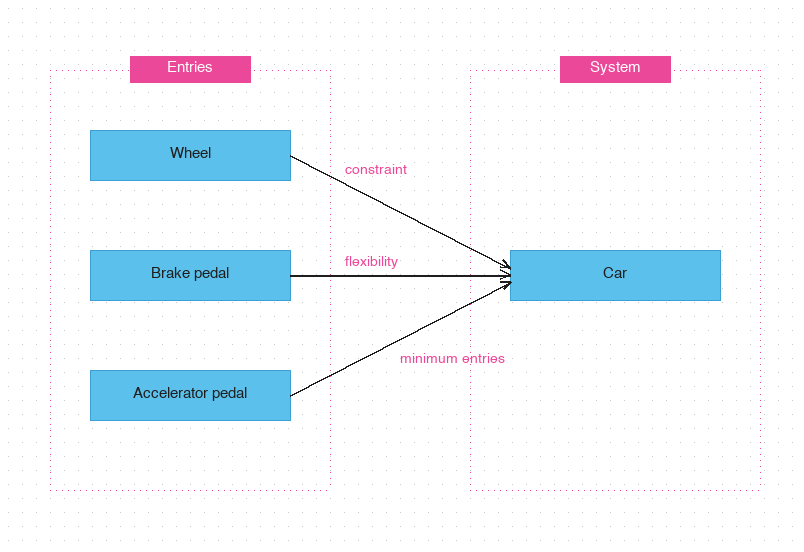 Entries
System
Wheel
constraint
Brake pedal
flexibility
Car
minimum entries
Accelerator pedal